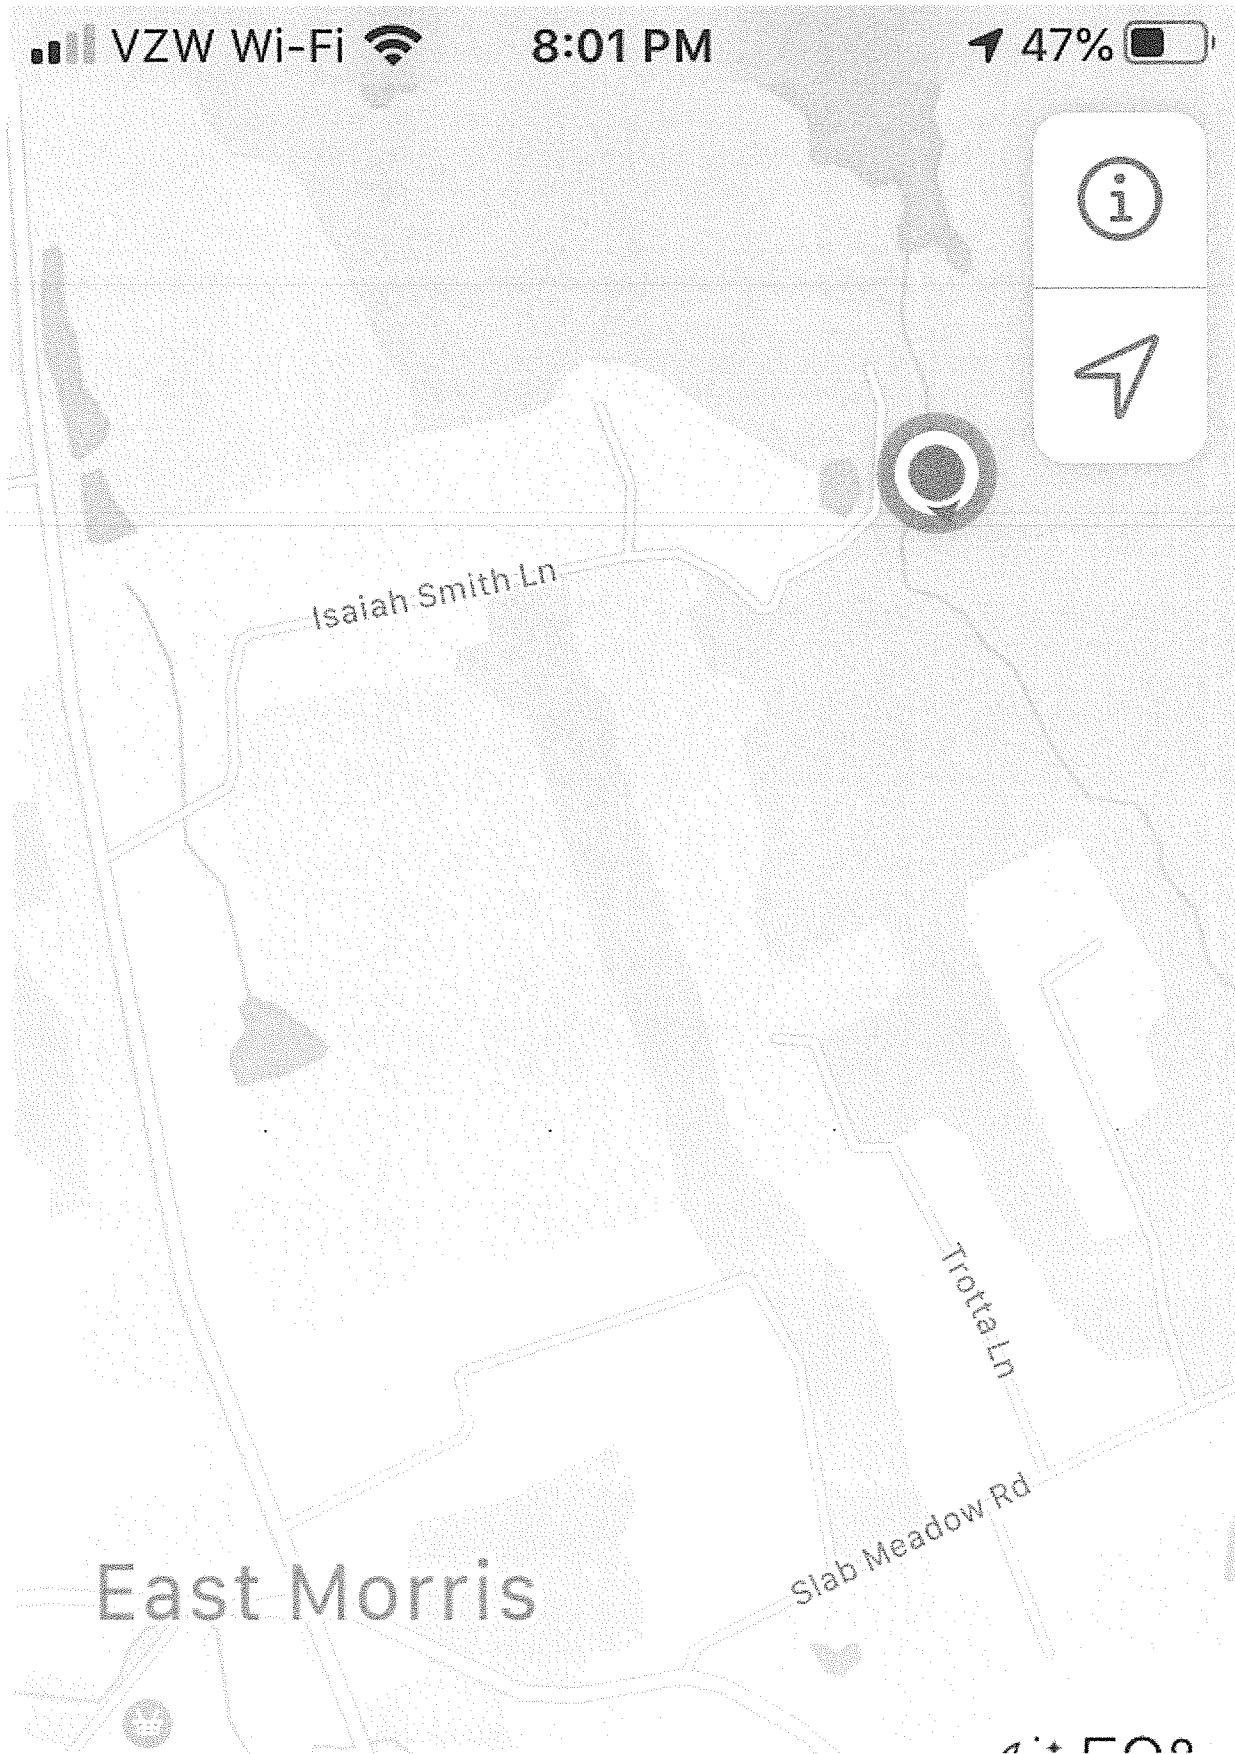 VZW Wi-Fi 8:01 PM 47%
Isaiah Smith Ln
Trotta Ln
Slab Meadow Rd
East Morris